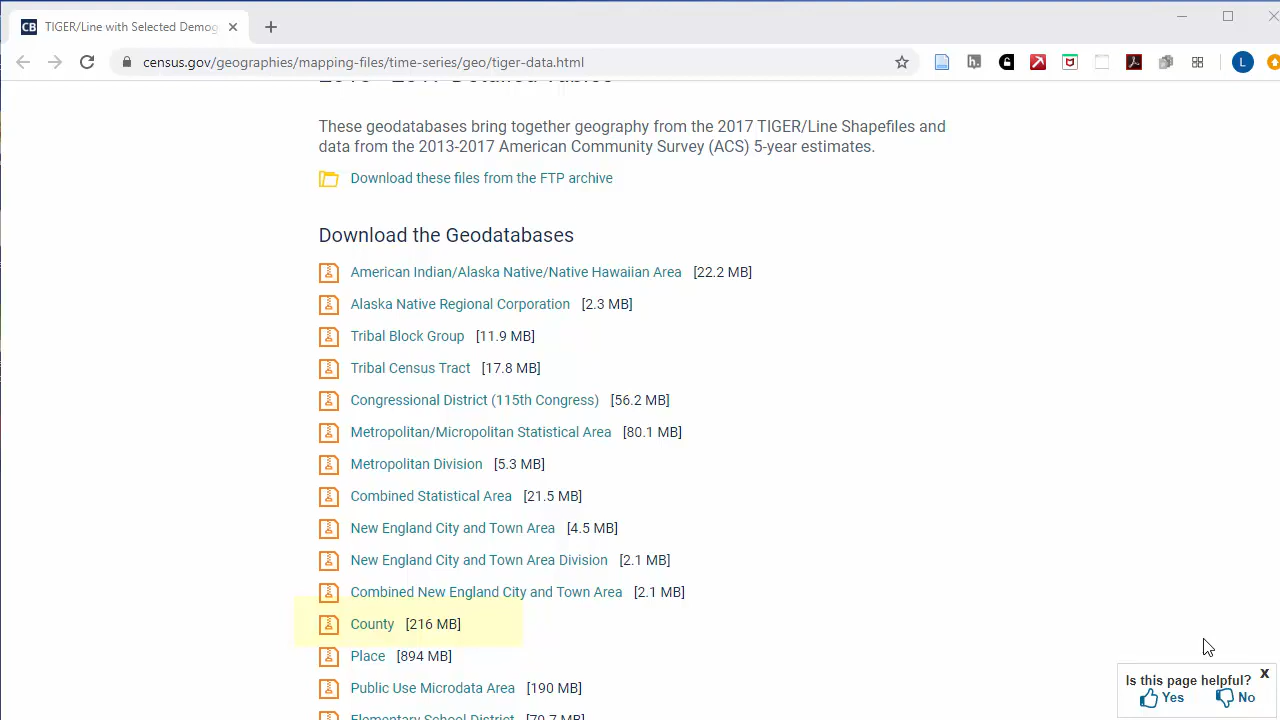 CB TIGER/Line with Selected Demog
census.gov/geographies/mapping-files/time-series/geo/tiger-data.html
L
These geodatabases bring together geography from the 2017 TIGER/Line Shapefiles and
data from the 2013-2017 American Community Survey (ACS) 5-year estimates.
Download these files from the FTP archive
Download the Geodatabases
American Indian/Alaska Native/Native Hawaiian Area [22.2 MB]
Alaska Native Regional Corporation [2.3 MB]
Tribal Block Group [11.9 MB]
Tribal Census Tract [17.8 MB]
Congressional District (115th Congress) [56.2 MB]
Metropolitan/Micropolitan Statistical Area [80.1 MB]
Metropolitan Division [5.3 MB]
Combined Statistical Area [21.5 MB]
New England City and Town Area [4.5 MB]
New England City and Town Area Division [2.1 MB]
Combined New England City and Town Area [2.1 MB]
County [216 MB]
Place [894 MB]
Public Use Microdata Area [190 MB]
Elementary School District
Is this page helpful? X
Yes No